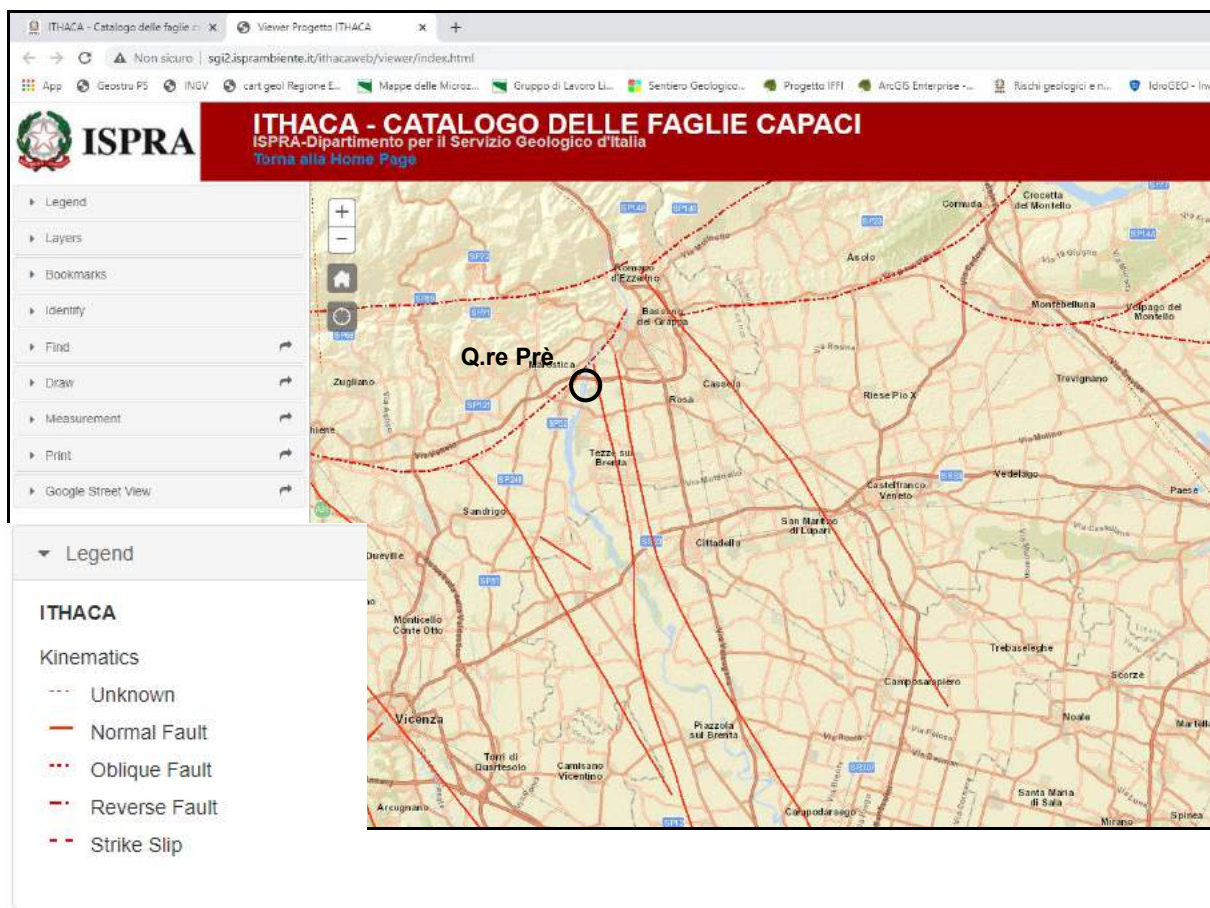 ITHACA - Catalogo delle faglie c
Viewer Progetto ITHACA
Non sicuro | sgi2.isprambiente.it/ithacaweb/viewer/index.html
App
Geostru PS
INGV
cart geol Regione E...
Mappe delle Microz...
Gruppo di Lavoro Li...
Sentiero Geologico...
Progetto IFFI
ArcGIS Enterprise -...
Rischi geologici e n...
IdroGEO - Inv
ISPRA
ITHACA - CATALOGO DELLE FAGLIE CAPACI
ISPRA-Dipartimento per il Servizio Geologico d'Italia
Torna alla Home Page
Legend
Layers
Bookmarks
Identify
Find
Draw
Measurement
Print
Google Street View
+
−
Crocetta
del Montello
Cornuda
Asolo
Romano
d'Ezzelino
Bassano
del Grappa
Montebelluna
Volpago del
Montello
Q.re Prè
Marostica
Zugliano
Cassola
Rosà
Riese Pio X
Trevignano
Tezze sul
Brenta
Castelfranco
Veneto
Vedelago
Paese
Sandrigo
San Martino
di Lupari
Cittadella
Dueville
Monticello
Conte Otto
Trebaseleghe
Scorzè
Camposampiero
Vicenza
Piazzola
sul Brenta
Noale
Martell
Torri di
Quartesolo
Camisano
Vicentino
Santa Maria
di Sala
Arcugnano
Campodarsego
Mirano
Spinea
Legend
ITHACA
Kinematics
Unknown
Normal Fault
Oblique Fault
Reverse Fault
Strike Slip